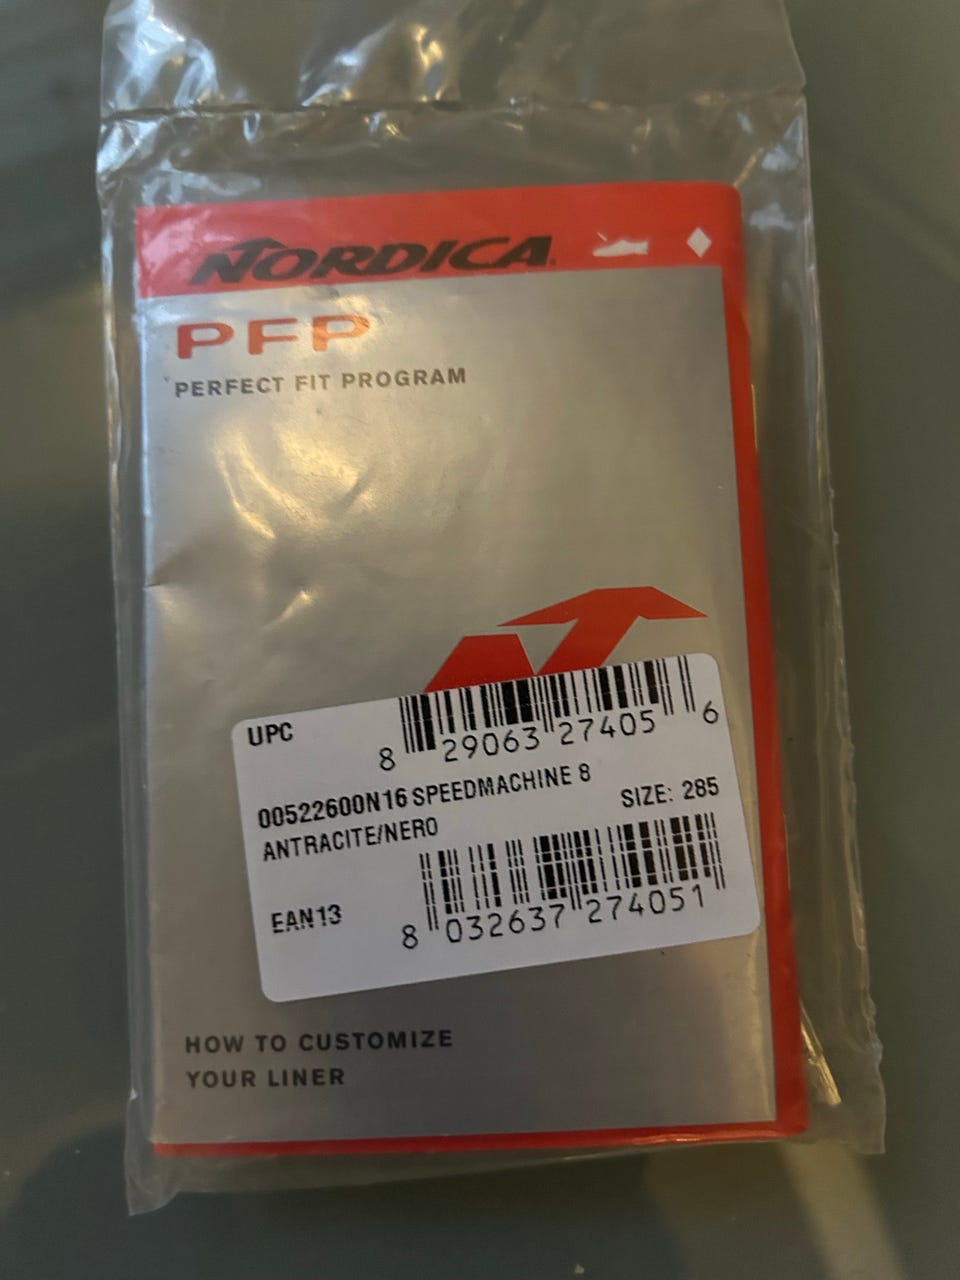 NORDICA
PFP
PERFECT FIT PROGRAM
UPC
8 29063 27405 6
00522600N16 SPEEDMACHINE 8
ANTRACITE/NERO
SIZE: 285
EAN13
8 032637 274051
HOW TO CUSTOMIZE
YOUR LINER